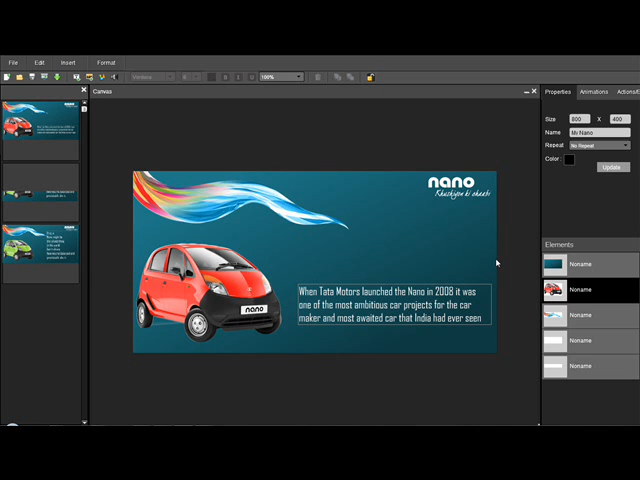 File Edit Insert Format
100%
Canvas
Properties Animations Actions/E
Size 800 X 400
Name Mr Nano
Repeat No Repeat
Color:
Update
nano
Khushiyon ki chaabi
When Tata Motors launched the Nano in 2008 it was
one of the most ambitious car projects for the car
maker and most awaited car that India had ever seen
nano
Elements
Noname
Noname
Noname
Noname
Noname